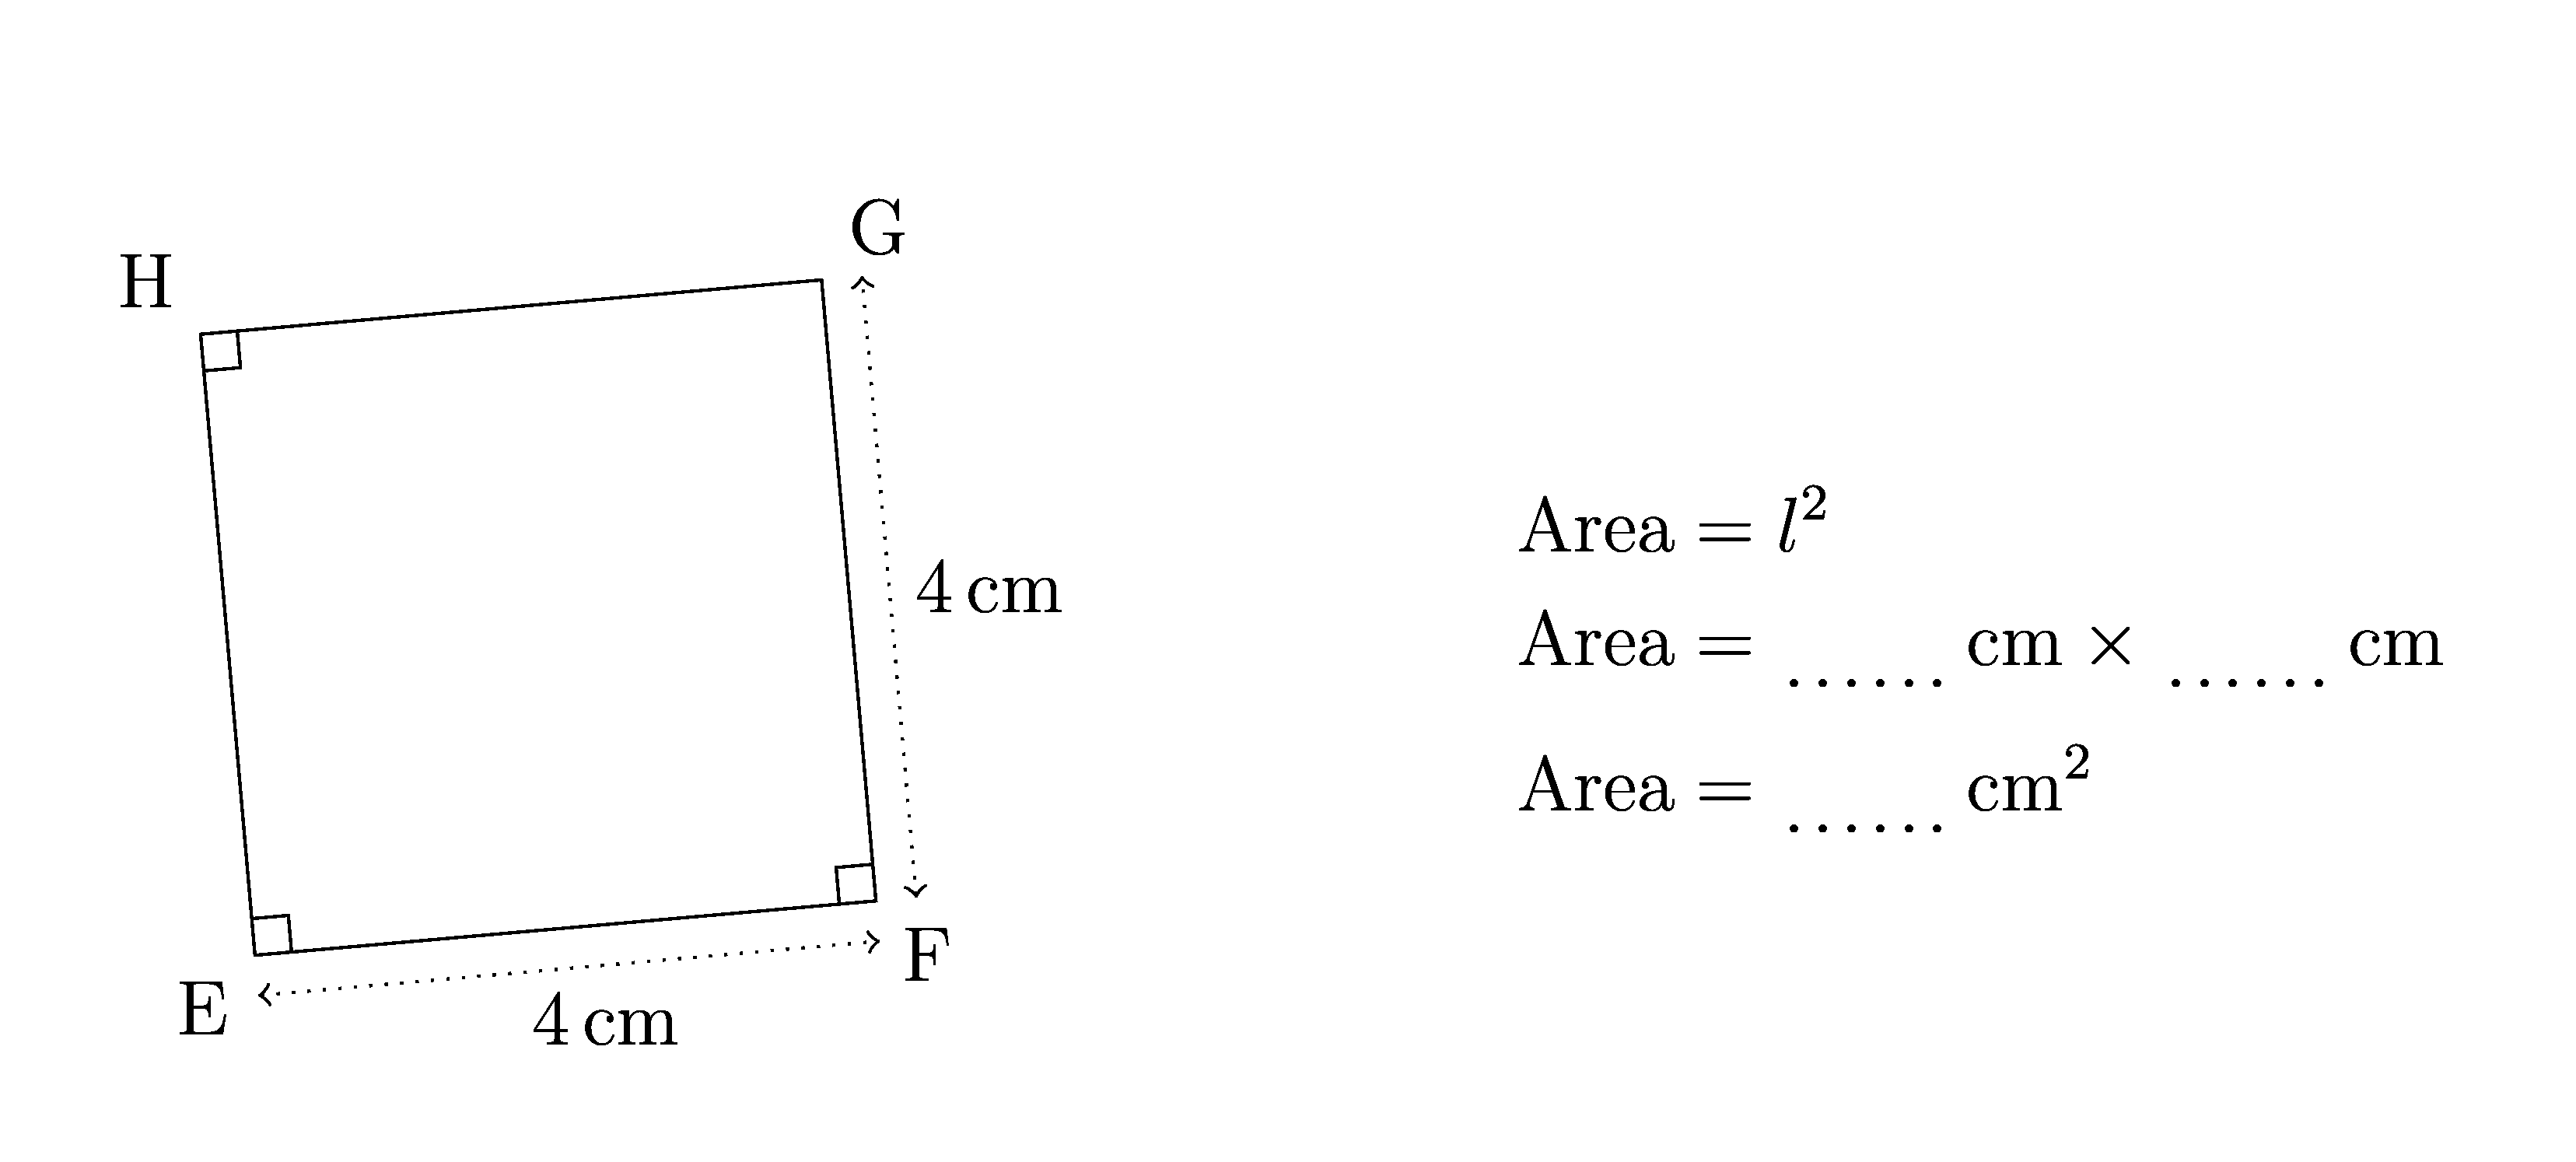 G
H
4 cm
F
E
4 cm
Area = l²
Area = ...... cm × ...... cm
Area = ...... cm²